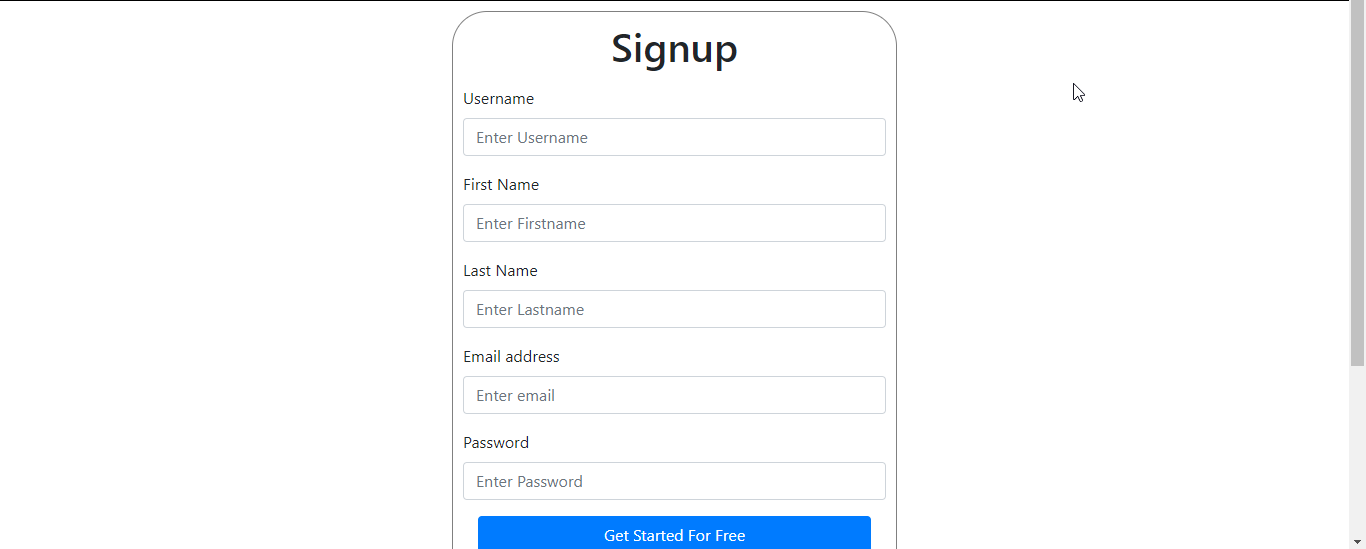 Signup
Username
Enter Username
First Name
Enter Firstname
Last Name
Enter Lastname
Email address
Enter email
Password
Enter Password
Get Started For Free